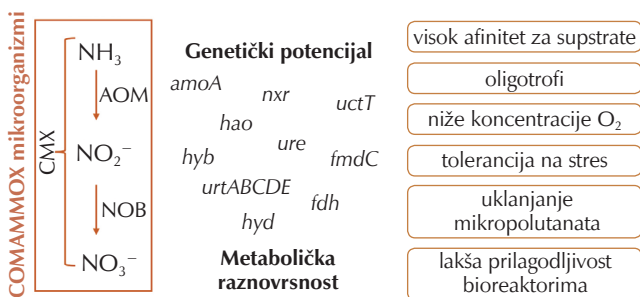 COMAMMOX mikroorganizmi
CMX
NH₃
AOM
NO₂⁻
NOB
NO₃⁻
Genetički potencijal
amoA
nxr
uctT
hao
ure
hyb
fmdC
urtABCDE
fdh
hyd
Metabolička
raznovrsnost
visok afinitet za supstrate
oligotrofi
niže koncentracije O₂
tolerancija na stres
uklanjanje
mikropolutanata
lakša prilagodljivost
bioreaktorima